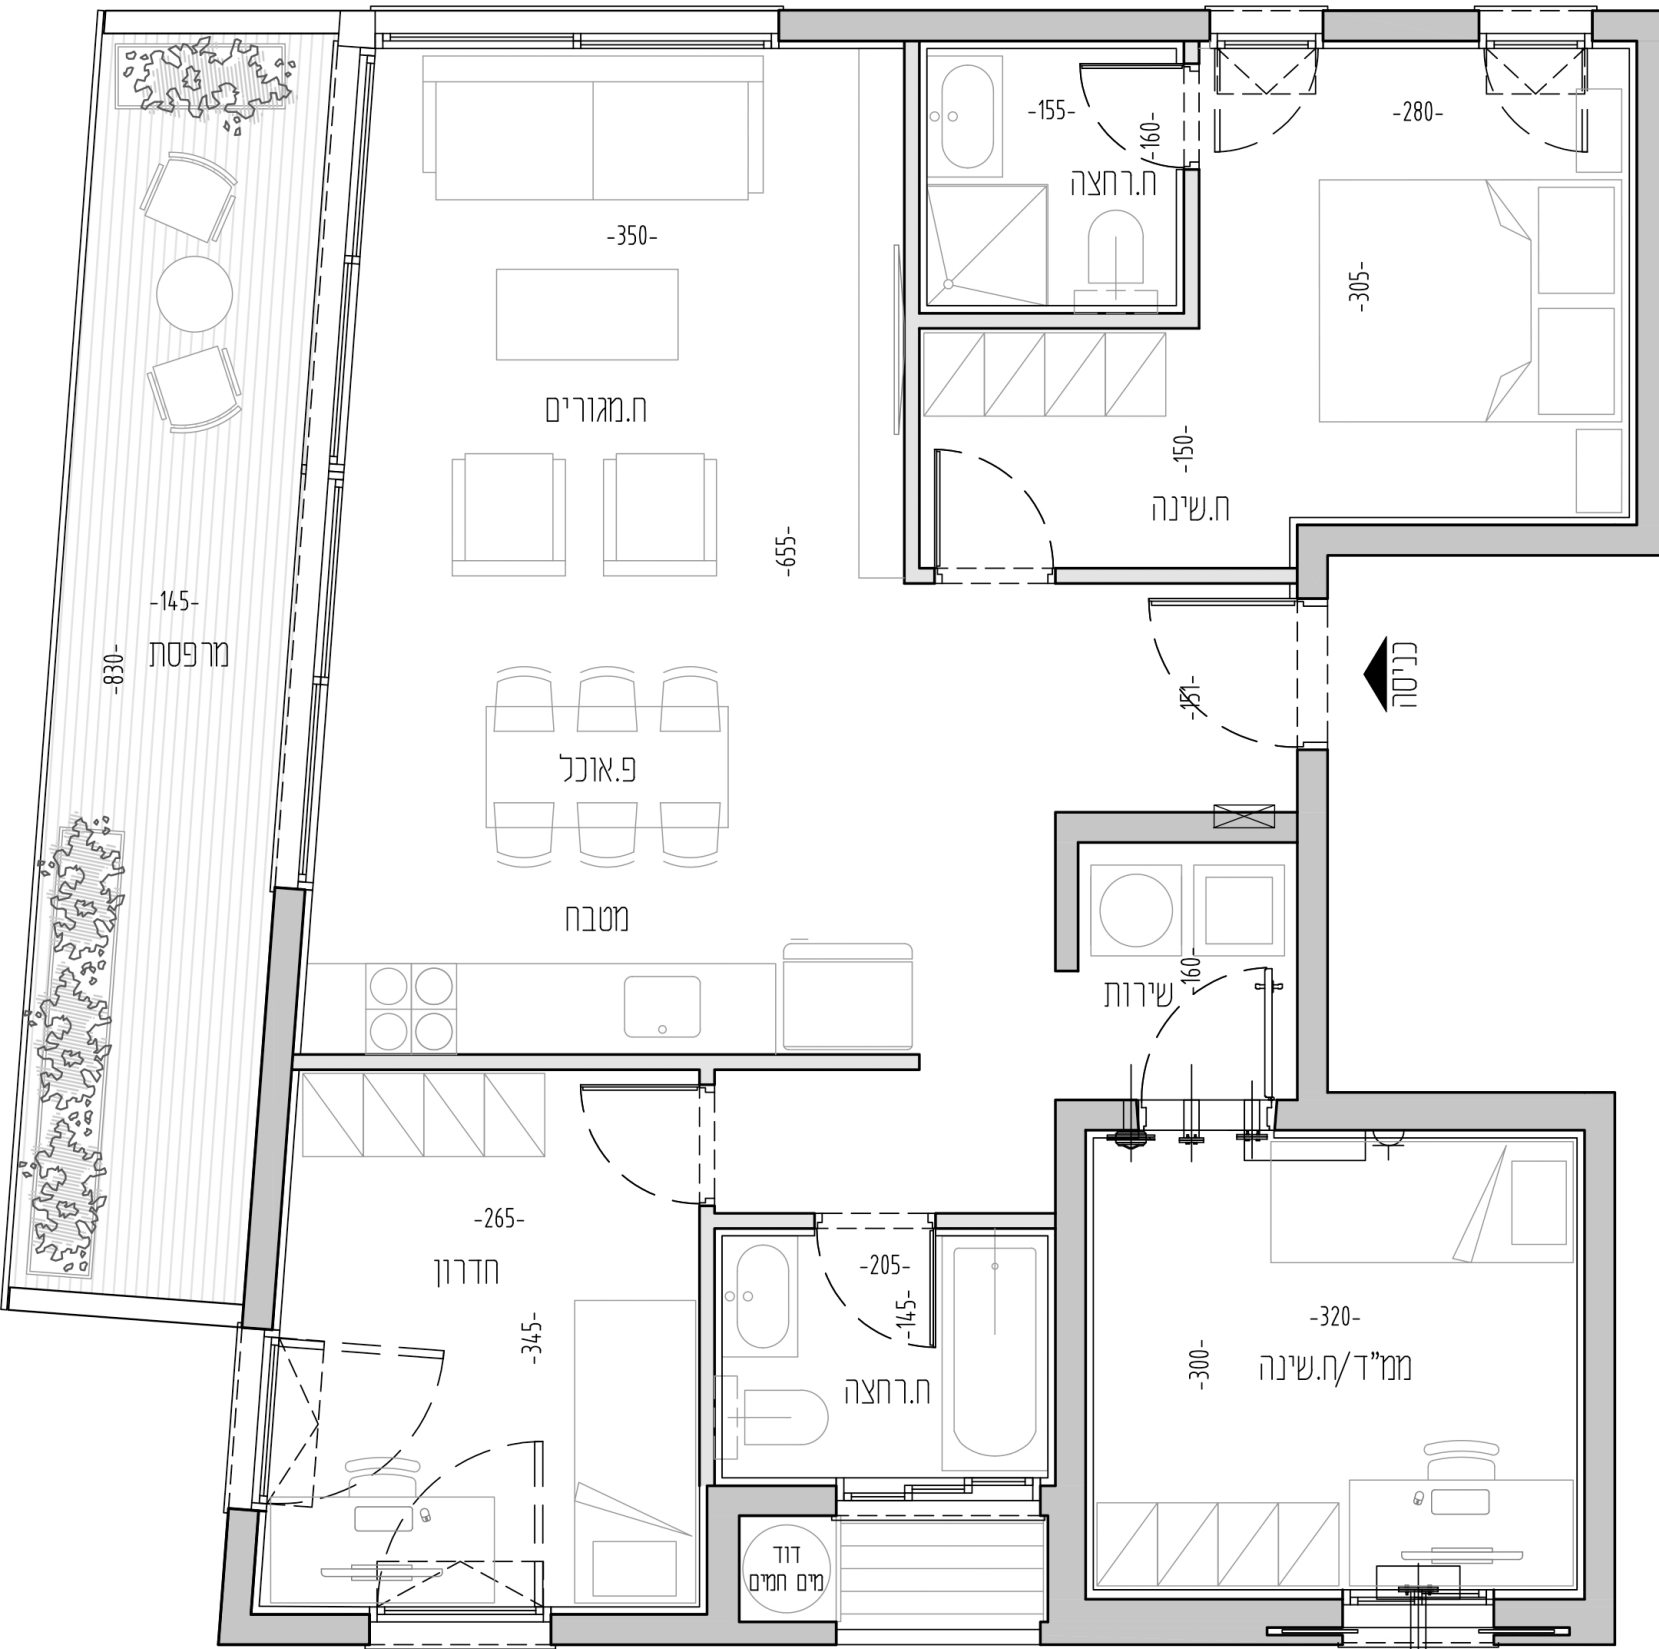 -155-
-160-
ח.רחצה
-280-
-305-
-350-
ח.מגורים
-150-
ח.שינה
-655-
-145-
מרפסת
-830-
-151-
כניסה
פ.אוכל
מטבח
-160-
שירות
-265-
חדרון
-345-
-205-
-145-
ח.רחצה
-320-
-300-
ממ"ד/ח.שינה
דוד
מים חמים